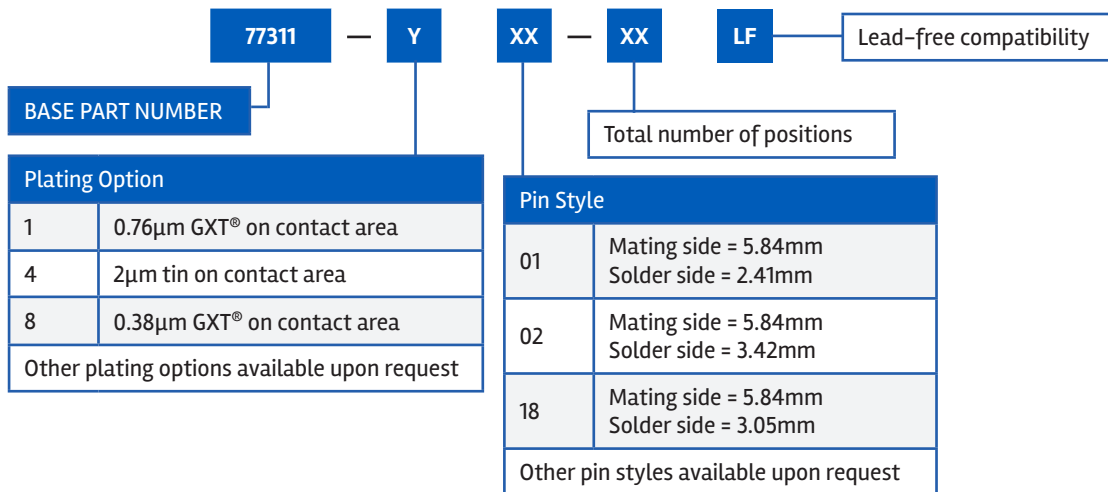 77311 — Y XX — XX LF Lead-free compatibility
BASE PART NUMBER
Total number of positions
Plating Option
1 0.76µm GXT® on contact area
4 2µm tin on contact area
8 0.38µm GXT® on contact area
Other plating options available upon request
Pin Style
01 Mating side = 5.84mm
Solder side = 2.41mm
02 Mating side = 5.84mm
Solder side = 3.42mm
18 Mating side = 5.84mm
Solder side = 3.05mm
Other pin styles available upon request